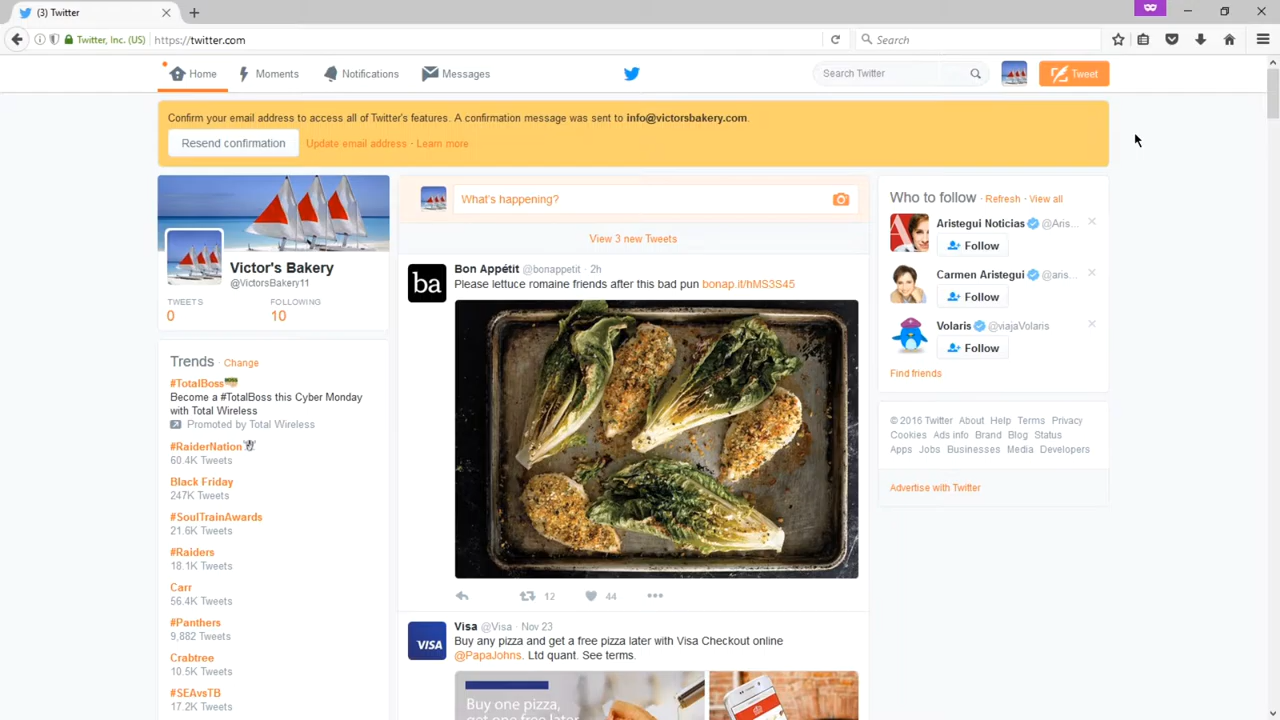 (3) Twitter
Twitter, Inc. (US) https://twitter.com
Search
Home Moments Notifications Messages
Search Twitter
Tweet
Confirm your email address to access all of Twitter's features. A confirmation message was sent to info@victorsbakery.com.
Resend confirmation Update email address · Learn more
Victor's Bakery
@VictorsBakery11
TWEETS FOLLOWING
0 10
Trends · Change
#TotalBoss
Become a #TotalBoss this Cyber Monday
with Total Wireless
Promoted by Total Wireless
#RaiderNation
60.4K Tweets
Black Friday
247K Tweets
#SoulTrainAwards
21.6K Tweets
#Raiders
18.1K Tweets
Carr
56.4K Tweets
#Panthers
9,882 Tweets
Crabtree
10.5K Tweets
#SEAvsTB
17.2K Tweets
What's happening?
View 3 new Tweets
ba
Bon Appétit @bonappetit · 2h
Please lettuce romaine friends after this bad pun bonap.it/hMS3S45
12 44
VISA
Visa @Visa · Nov 23
Buy any pizza and get a free pizza later with Visa Checkout online
@PapaJohns. Ltd quant. See terms.
Buy one pizza,
get one free later
Who to follow · Refresh · View all
Aristegui Noticias @Aris...
Follow
Carmen Aristegui @aris...
Follow
Volaris @viajaVolaris
Follow
Find friends
© 2016 Twitter About Help Terms Privacy
Cookies Ads info Brand Blog Status
Apps Jobs Businesses Media Developers
Advertise with Twitter